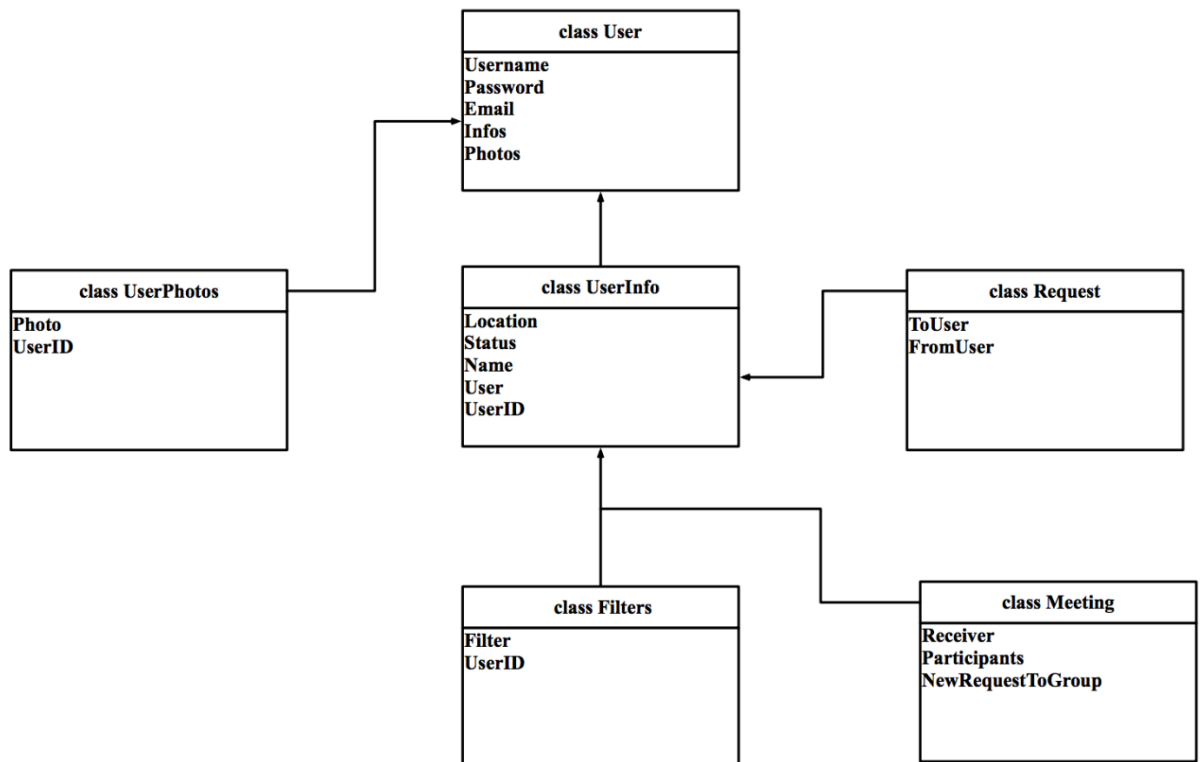 class User
Username
Password
Email
Infos
Photos
class UserPhotos
Photo
UserID
class UserInfo
Location
Status
Name
User
UserID
class Request
ToUser
FromUser
class Filters
Filter
UserID
class Meeting
Receiver
Participants
NewRequestToGroup